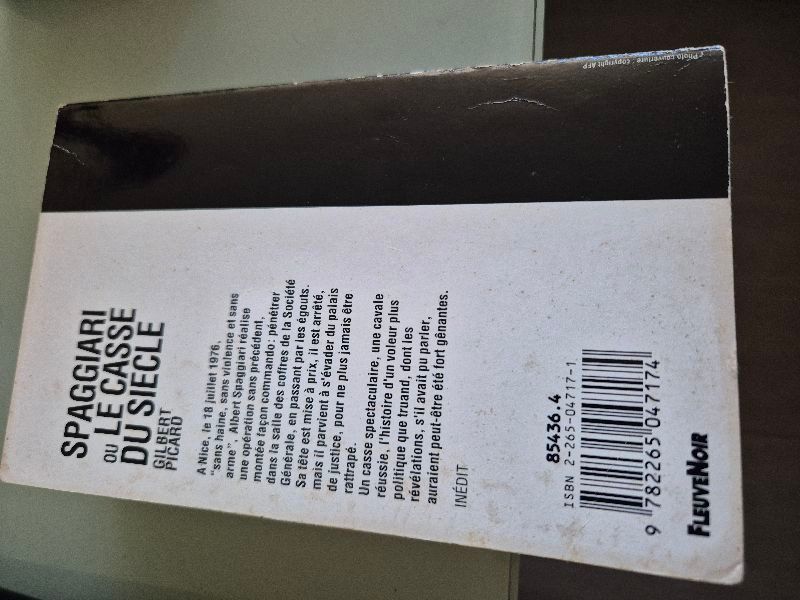 SPAGGIARI
OU LE CASSE
DU SIECLE
GILBERT
PICARD
A Nice, le 18 juillet 1976,
"sans haine, sans violence et sans
arme", Albert Spaggiari réalise
une opération sans précédent,
montée façon commando : pénétrer
dans la salle des coffres de la Société
Générale, en passant par les égouts.
Sa tête est mise à prix, il est arrêté,
mais il parvient à s'évader du palais
de justice, pour ne plus jamais être
rattrapé.
Un casse spectaculaire, une cavale
réussie, l'histoire d'un voleur plus
politique que truand, dont les
révélations, s'il avait pu parler,
auraient peut-être été fort gênantes.
INÉDIT
85436.4
ISBN 2-265-04717-1
9 782265 047174
FLEUVE NOIR
Photo couverture : copyright AFP